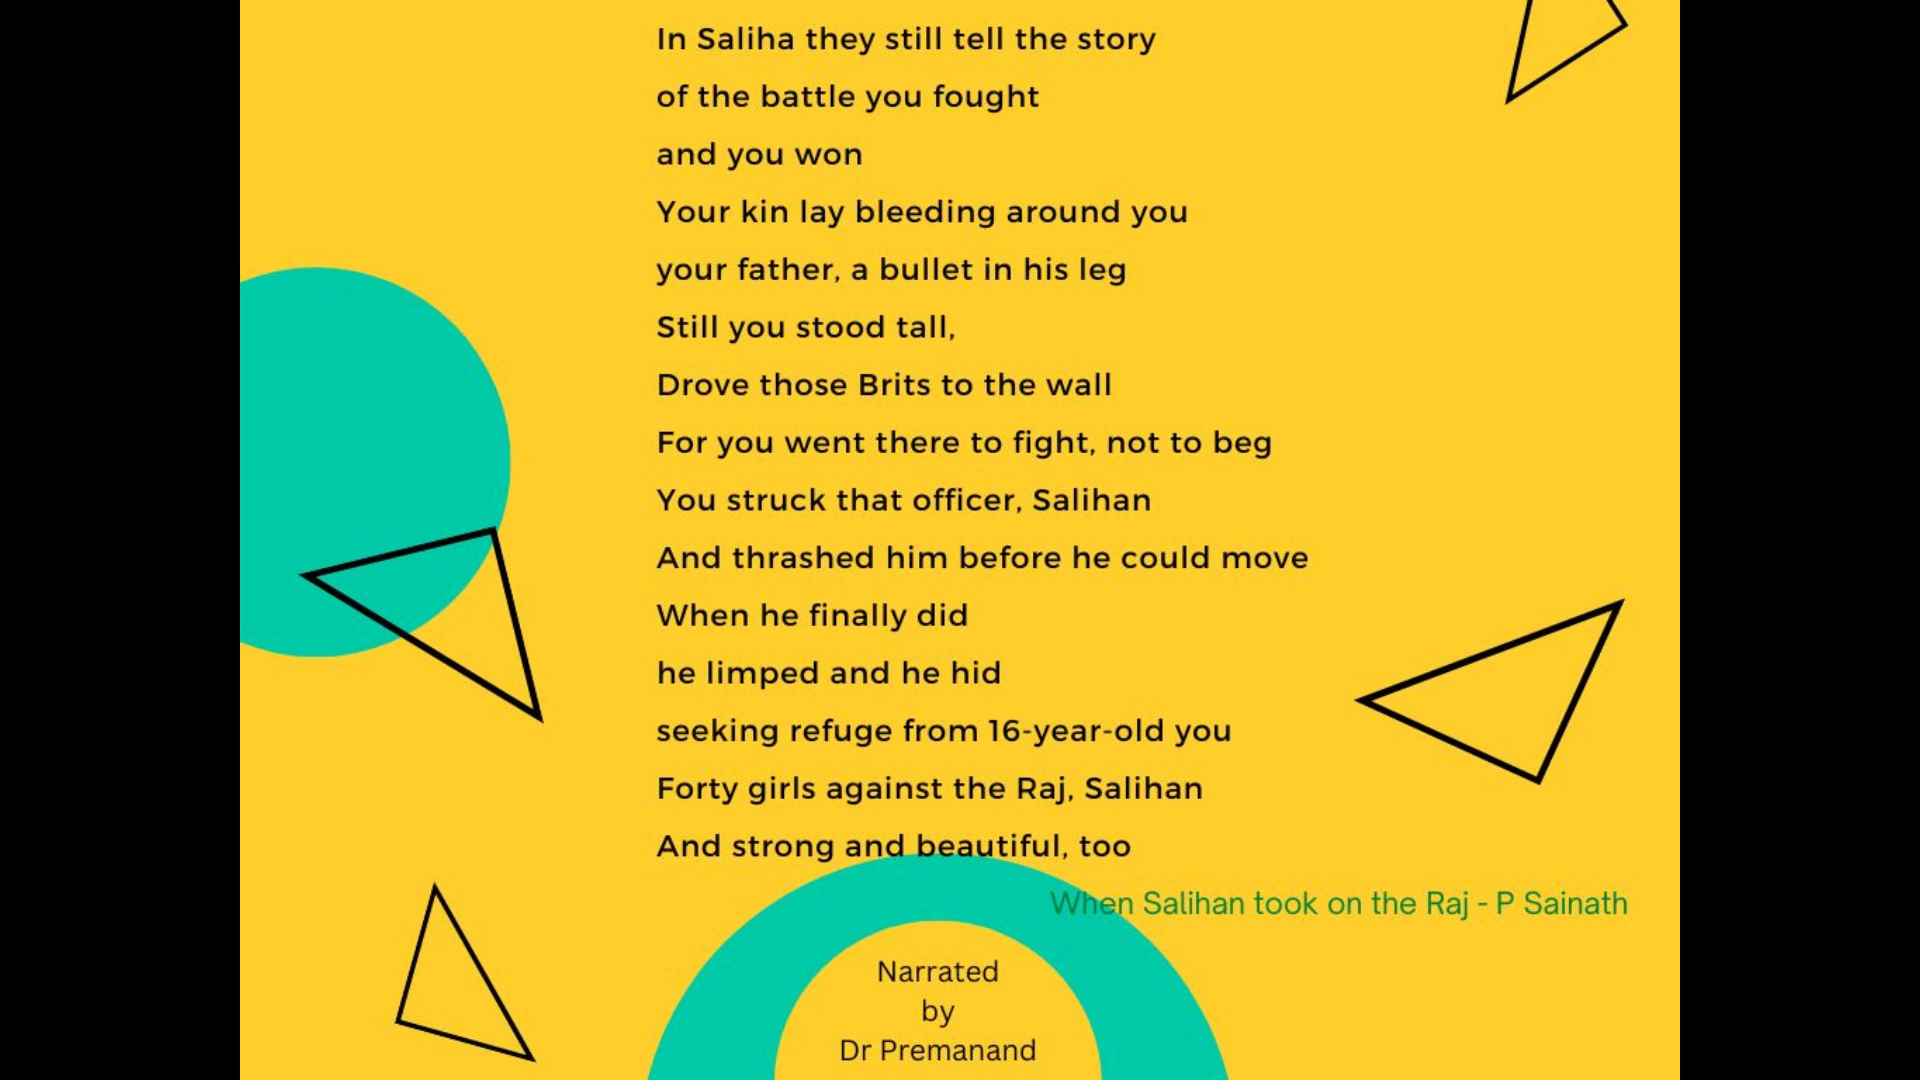 In Saliha they still tell the story
of the battle you fought
and you won
Your kin lay bleeding around you
your father, a bullet in his leg
Still you stood tall,
Drove those Brits to the wall
For you went there to fight, not to beg
You struck that officer, Salihan
And thrashed him before he could move
When he finally did
he limped and he hid
seeking refuge from 16-year-old you
Forty girls against the Raj, Salihan
And strong and beautiful, too
When Salihan took on the Raj - P Sainath
Narrated
by
Dr Premanand